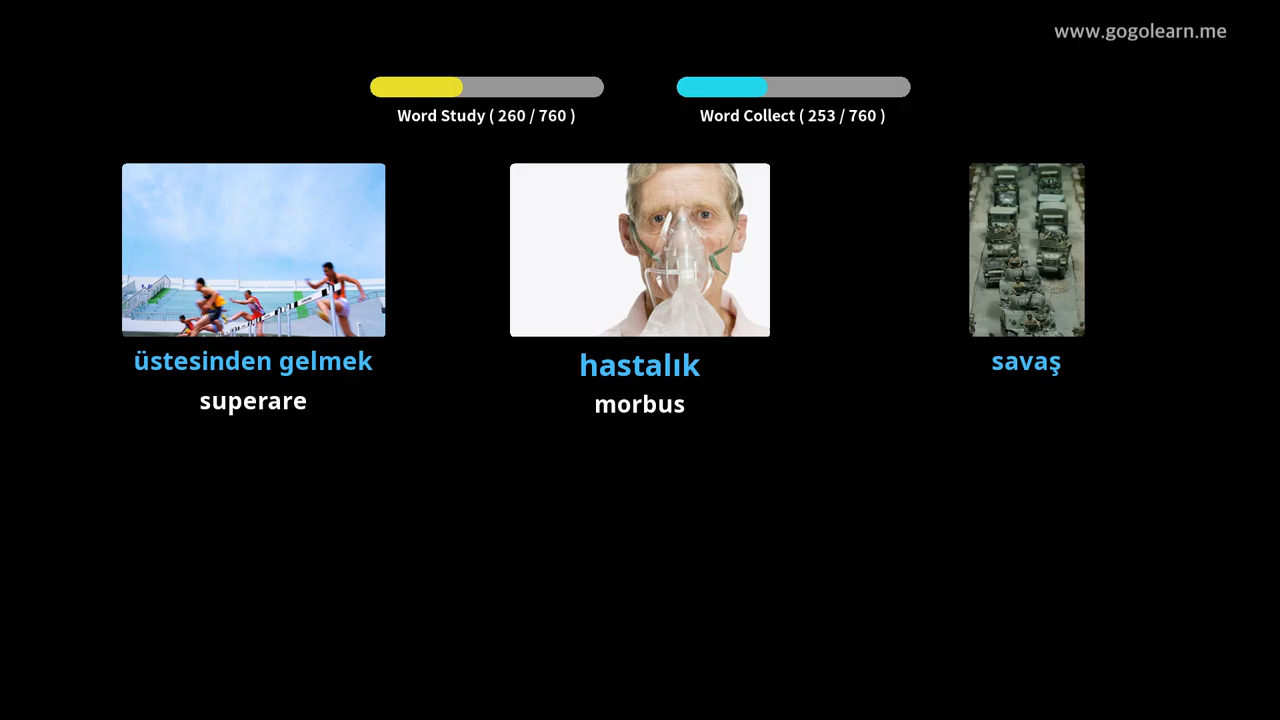 www.gogolearn.me
Word Study ( 260 / 760 )
Word Collect ( 253 / 760 )
üstesinden gelmek
superare
hastalık
morbus
savaş